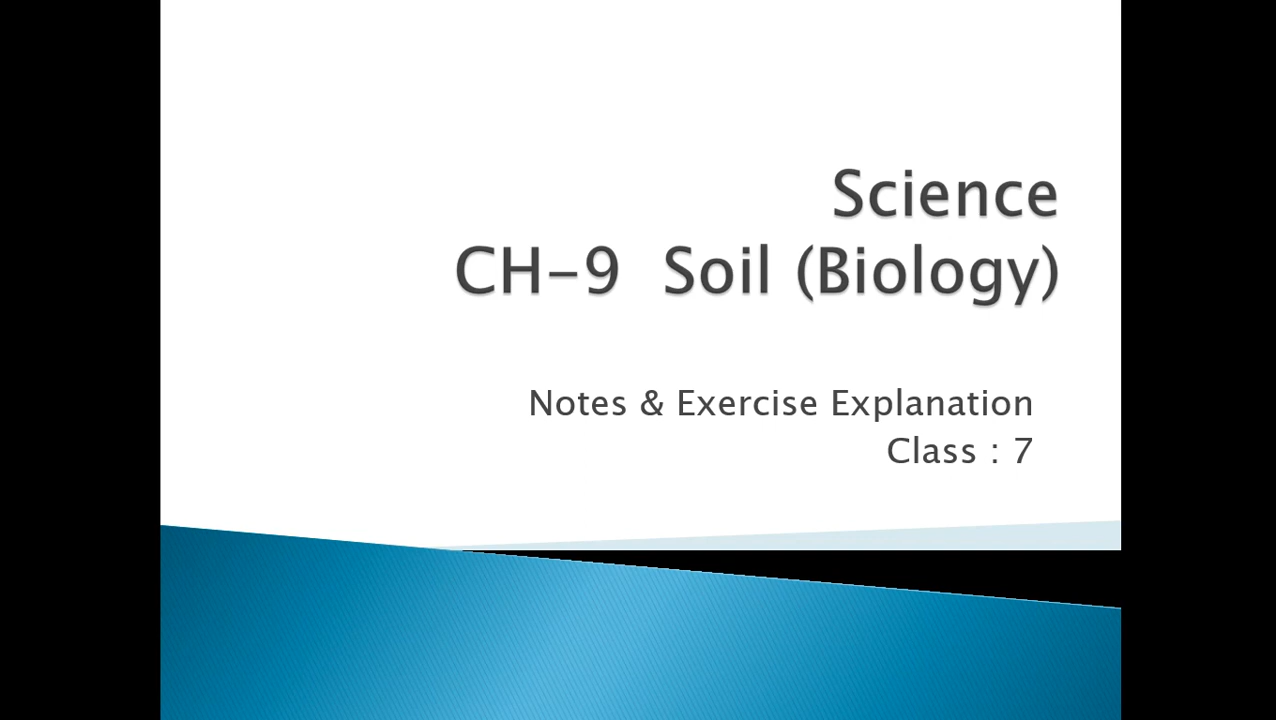 Science
CH-9 Soil (Biology)
Notes & Exercise Explanation
Class : 7